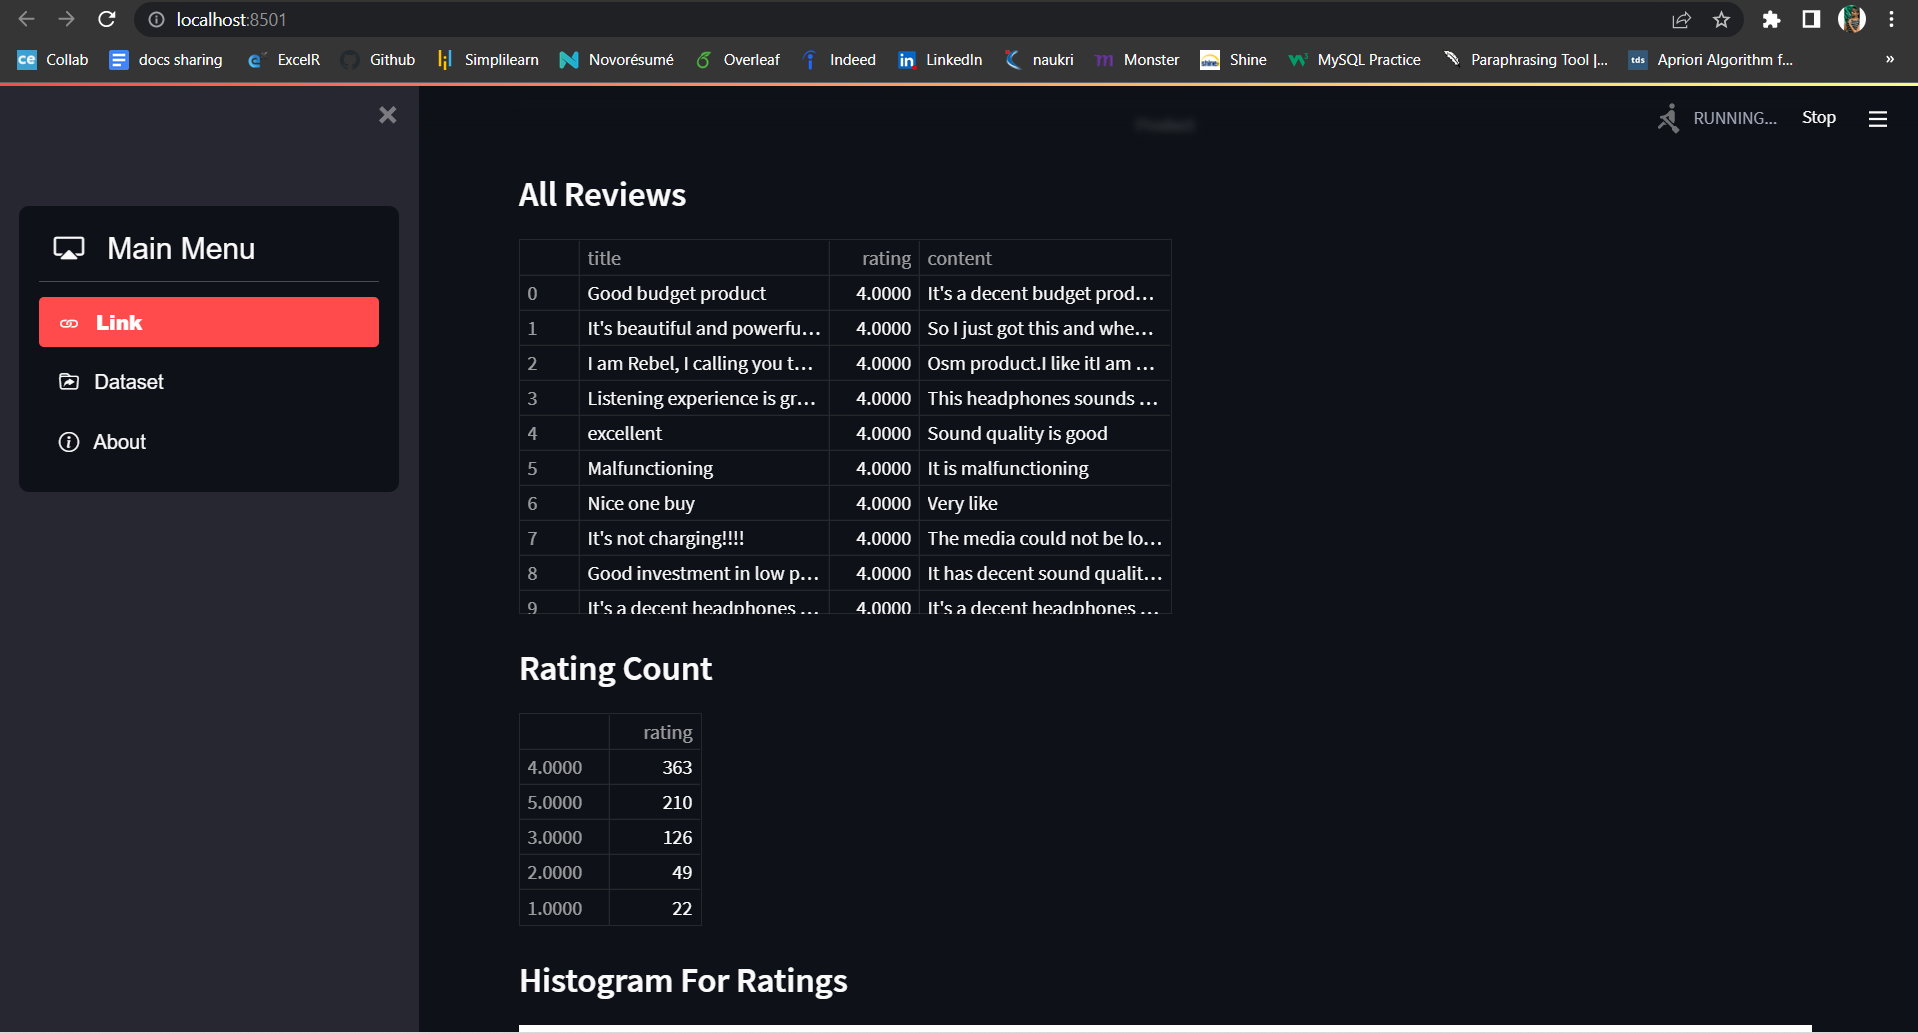 localhost:8501
ce Collab docs sharing ExcelR Github Simplilearn Novorésumé Overleaf Indeed in LinkedIn naukri m Monster shine Shine MySQL Practice Paraphrasing Tool |... tds Apriori Algorithm f... »
Product RUNNING... Stop
All Reviews
Main Menu
Link
Dataset
About
title rating content
0 Good budget product 4.0000 It's a decent budget prod...
1 It's beautiful and powerfu... 4.0000 So I just got this and whe...
2 I am Rebel, I calling you t... 4.0000 Osm product.I like itI am ...
3 Listening experience is gr... 4.0000 This headphones sounds ...
4 excellent 4.0000 Sound quality is good
5 Malfunctioning 4.0000 It is malfunctioning
6 Nice one buy 4.0000 Very like
7 It's not charging!!!! 4.0000 The media could not be lo...
8 Good investment in low p... 4.0000 It has decent sound qualit...
9 It's a decent headphones ... 4.0000 It's a decent headphones ...
Rating Count
rating
4.0000 363
5.0000 210
3.0000 126
2.0000 49
1.0000 22
Histogram For Ratings